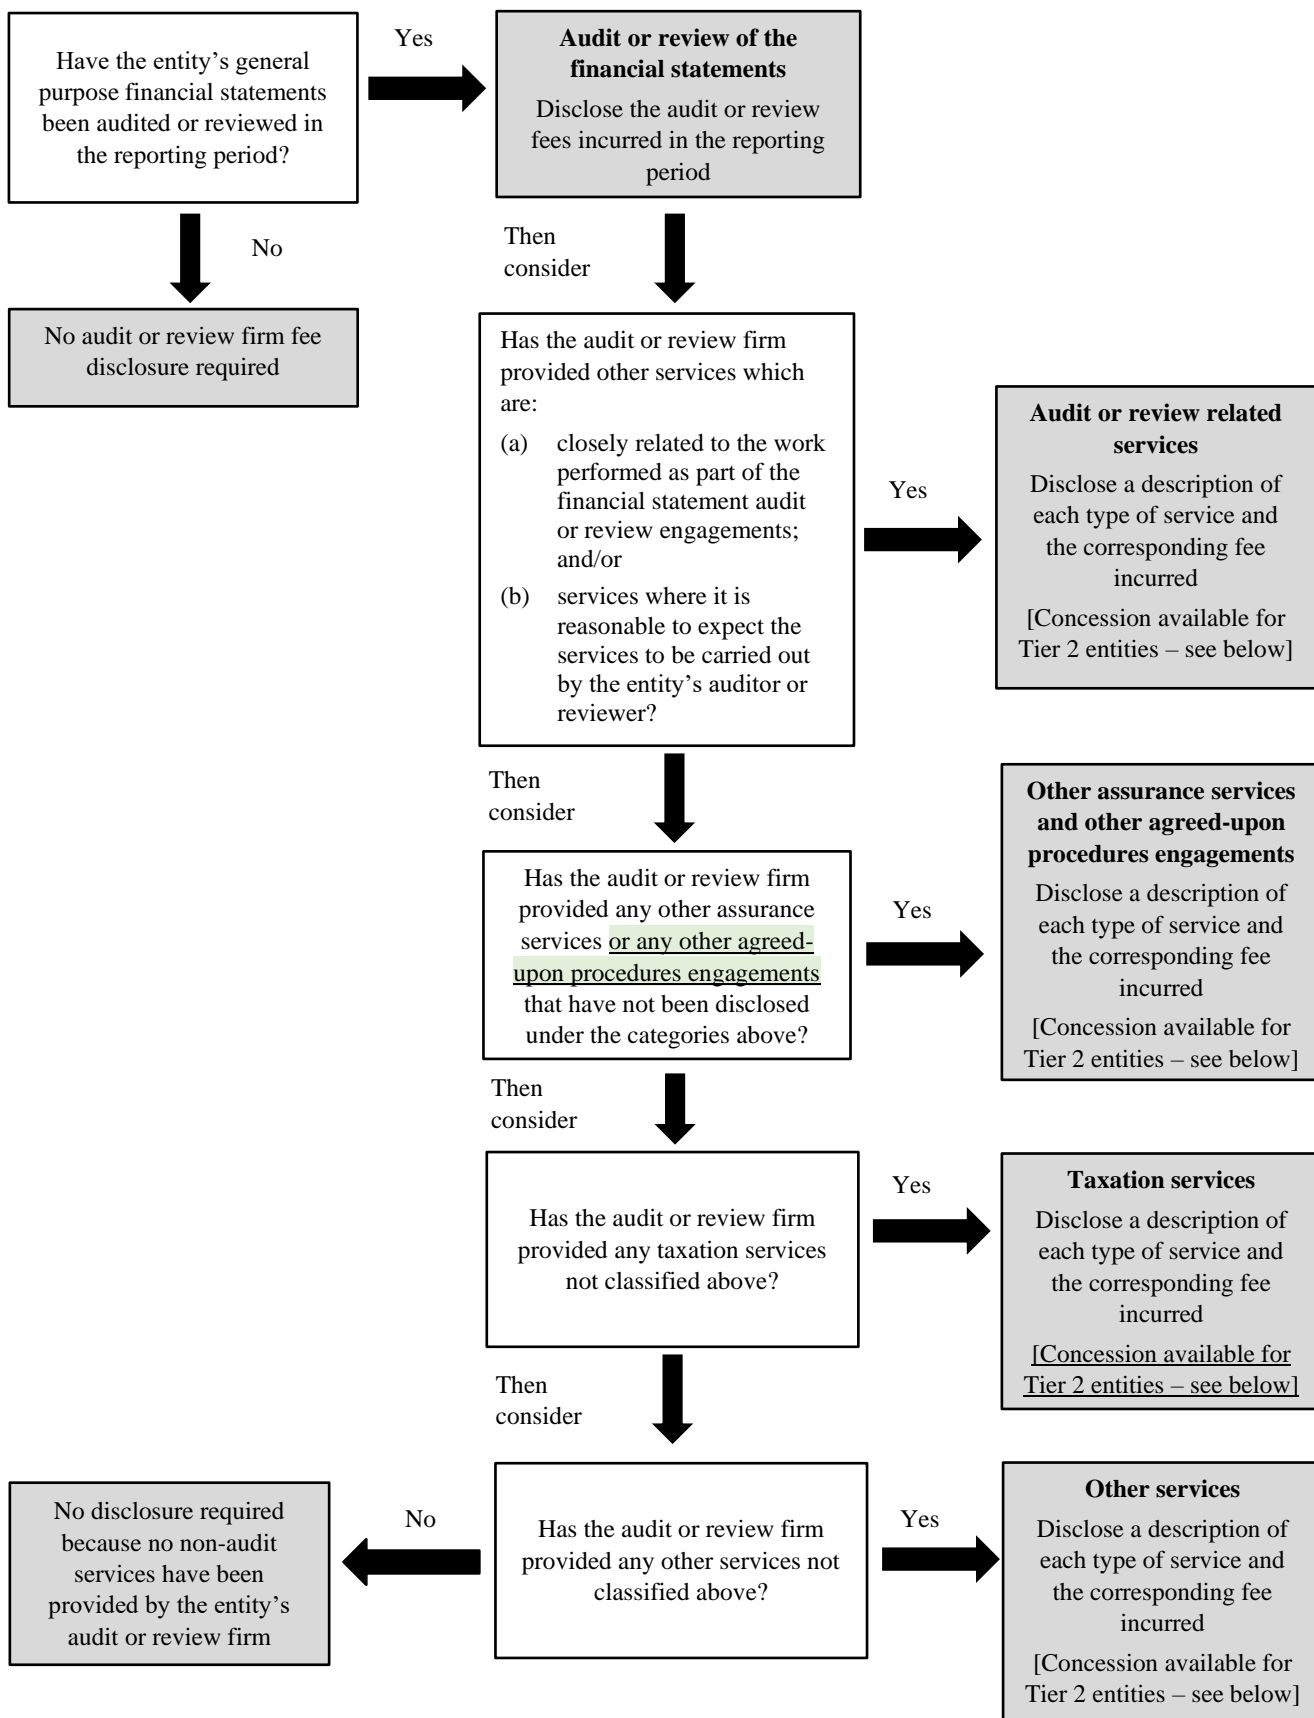 Have the entity’s general
purpose financial statements
been audited or reviewed in
the reporting period?
Yes
Audit or review of the
financial statements
Disclose the audit or review
fees incurred in the reporting
period
No
No audit or review firm fee
disclosure required
Then
consider
Has the audit or review firm
provided other services which
are:
(a) closely related to the work
performed as part of the
financial statement audit
or review engagements;
and/or
(b) services where it is
reasonable to expect the
services to be carried out
by the entity’s auditor or
reviewer?
Yes
Audit or review related
services
Disclose a description of
each type of service and
the corresponding fee
incurred
[Concession available for
Tier 2 entities – see below]
Then
consider
Has the audit or review firm
provided any other assurance
services or any other agreed-
upon procedures engagements
that have not been disclosed
under the categories above?
Yes
Other assurance services
and other agreed-upon
procedures engagements
Disclose a description of
each type of service and
the corresponding fee
incurred
[Concession available for
Tier 2 entities – see below]
Then
consider
Has the audit or review firm
provided any taxation services
not classified above?
Yes
Taxation services
Disclose a description of
each type of service and
the corresponding fee
incurred
[Concession available for
Tier 2 entities – see below]
Then
consider
Has the audit or review firm
provided any other services not
classified above?
No
No disclosure required
because no non-audit
services have been
provided by the entity’s
audit or review firm
Yes
Other services
Disclose a description of
each type of service and
the corresponding fee
incurred
[Concession available for
Tier 2 entities – see below]